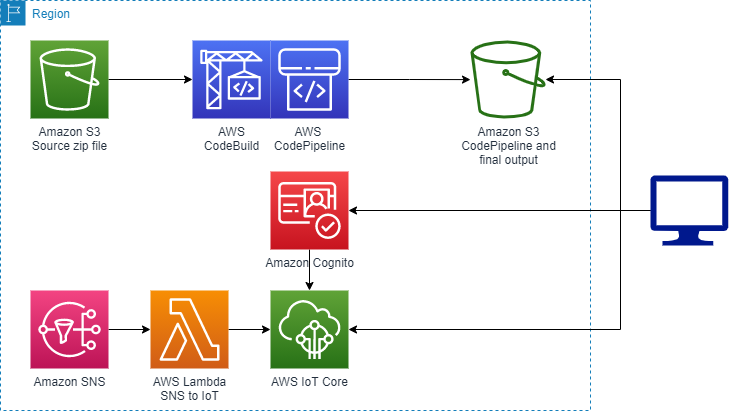 Region
Amazon S3
Source zip file
AWS
CodeBuild
AWS
CodePipeline
Amazon S3
CodePipeline and
final output
Amazon Cognito
Amazon SNS
AWS Lambda
SNS to IoT
AWS IoT Core